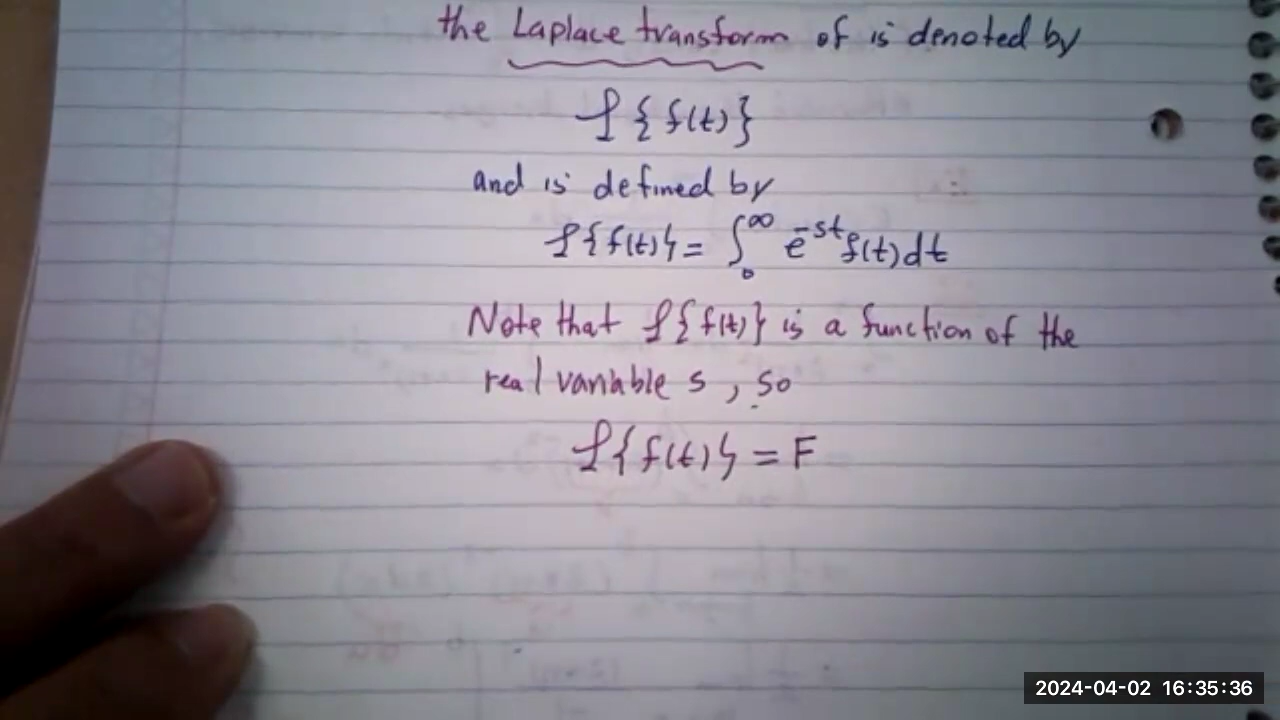 the Laplace transform of is denoted by
ℒ{f(t)}
and is defined by
ℒ{f(t)} = ∫₀^∞ e^-st f(t)dt
Note that ℒ{f(t)} is a function of the
real variable s, so
ℒ{f(t)} = F
2024-04-02 16:35:36